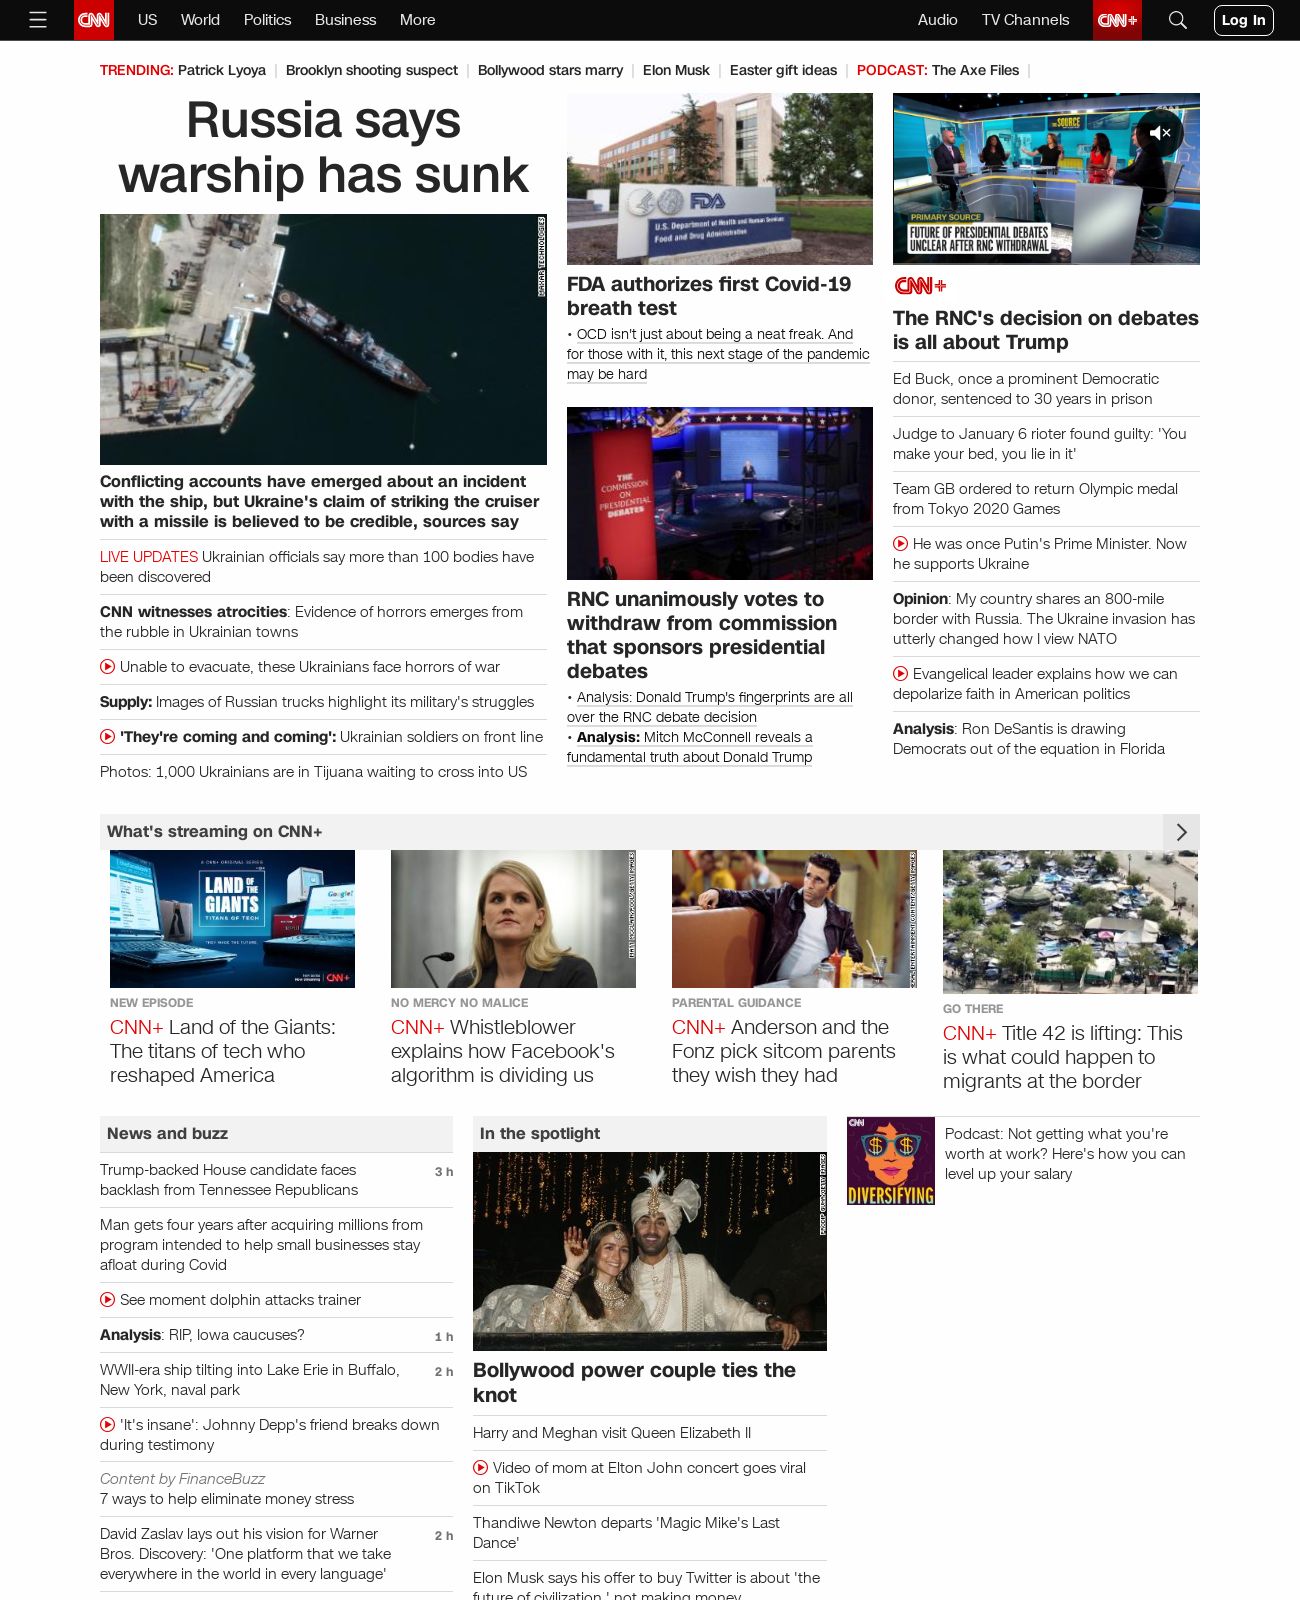 CNN US World Politics Business More Audio TV Channels CNN+ Log In
TRENDING: Patrick Lyoya Brooklyn shooting suspect Bollywood stars marry Elon Musk Easter gift ideas PODCAST: The Axe Files
Russia says
warship has sunk
MAXAR TECHNOLOGIES
Conflicting accounts have emerged about an incident
with the ship, but Ukraine's claim of striking the cruiser
with a missile is believed to be credible, sources say
LIVE UPDATES Ukrainian officials say more than 100 bodies have
been discovered
CNN witnesses atrocities: Evidence of horrors emerges from
the rubble in Ukrainian towns
Unable to evacuate, these Ukrainians face horrors of war
Supply: Images of Russian trucks highlight its military's struggles
'They're coming and coming': Ukrainian soldiers on front line
Photos: 1,000 Ukrainians are in Tijuana waiting to cross into US
FDA
U.S. Department of Health and Human Services
Food and Drug Administration
FDA authorizes first Covid-19
breath test
• OCD isn't just about being a neat freak. And
for those with it, this next stage of the pandemic
may be hard
THE
COMMISSION
ON
PRESIDENTIAL
DEBATES
RNC unanimously votes to
withdraw from commission
that sponsors presidential
debates
• Analysis: Donald Trump's fingerprints are all
over the RNC debate decision
• Analysis: Mitch McConnell reveals a
fundamental truth about Donald Trump
THE SOURCE
PRIMARY SOURCE
FUTURE OF PRESIDENTIAL DEBATES
UNCLEAR AFTER RNC WITHDRAWAL
CNN+
The RNC's decision on debates
is all about Trump
Ed Buck, once a prominent Democratic
donor, sentenced to 30 years in prison
Judge to January 6 rioter found guilty: 'You
make your bed, you lie in it'
Team GB ordered to return Olympic medal
from Tokyo 2020 Games
He was once Putin's Prime Minister. Now
he supports Ukraine
Opinion: My country shares an 800-mile
border with Russia. The Ukraine invasion has
utterly changed how I view NATO
Evangelical leader explains how we can
depolarize faith in American politics
Analysis: Ron DeSantis is drawing
Democrats out of the equation in Florida
What's streaming on CNN+
A CNN+ ORIGINAL SERIES
LAND OF THE
GIANTS
TITANS OF TECH
THEY MADE THE FUTURE.
Google
CNN+
NEW EPISODE
CNN+ Land of the Giants:
The titans of tech who
reshaped America
NO MERCY NO MALICE
CNN+ Whistleblower
explains how Facebook's
algorithm is dividing us
PARENTAL GUIDANCE
CNN+ Anderson and the
Fonz pick sitcom parents
they wish they had
GO THERE
CNN+ Title 42 is lifting: This
is what could happen to
migrants at the border
News and buzz
Trump-backed House candidate faces 3 h
backlash from Tennessee Republicans
Man gets four years after acquiring millions from
program intended to help small businesses stay
afloat during Covid
See moment dolphin attacks trainer
Analysis: RIP, Iowa caucuses? 1 h
WWII-era ship tilting into Lake Erie in Buffalo, 2 h
New York, naval park
'It's insane': Johnny Depp's friend breaks down
during testimony
Content by FinanceBuzz
7 ways to help eliminate money stress
David Zaslav lays out his vision for Warner 2 h
Bros. Discovery: 'One platform that we take
everywhere in the world in every language'
In the spotlight
Bollywood power couple ties the
knot
Harry and Meghan visit Queen Elizabeth II
Video of mom at Elton John concert goes viral
on TikTok
Thandiwe Newton departs 'Magic Mike's Last
Dance'
Elon Musk says his offer to buy Twitter is about 'the
future of civilization,' not making money
CNN
DIVERSIFYING
Podcast: Not getting what you're
worth at work? Here's how you can
level up your salary